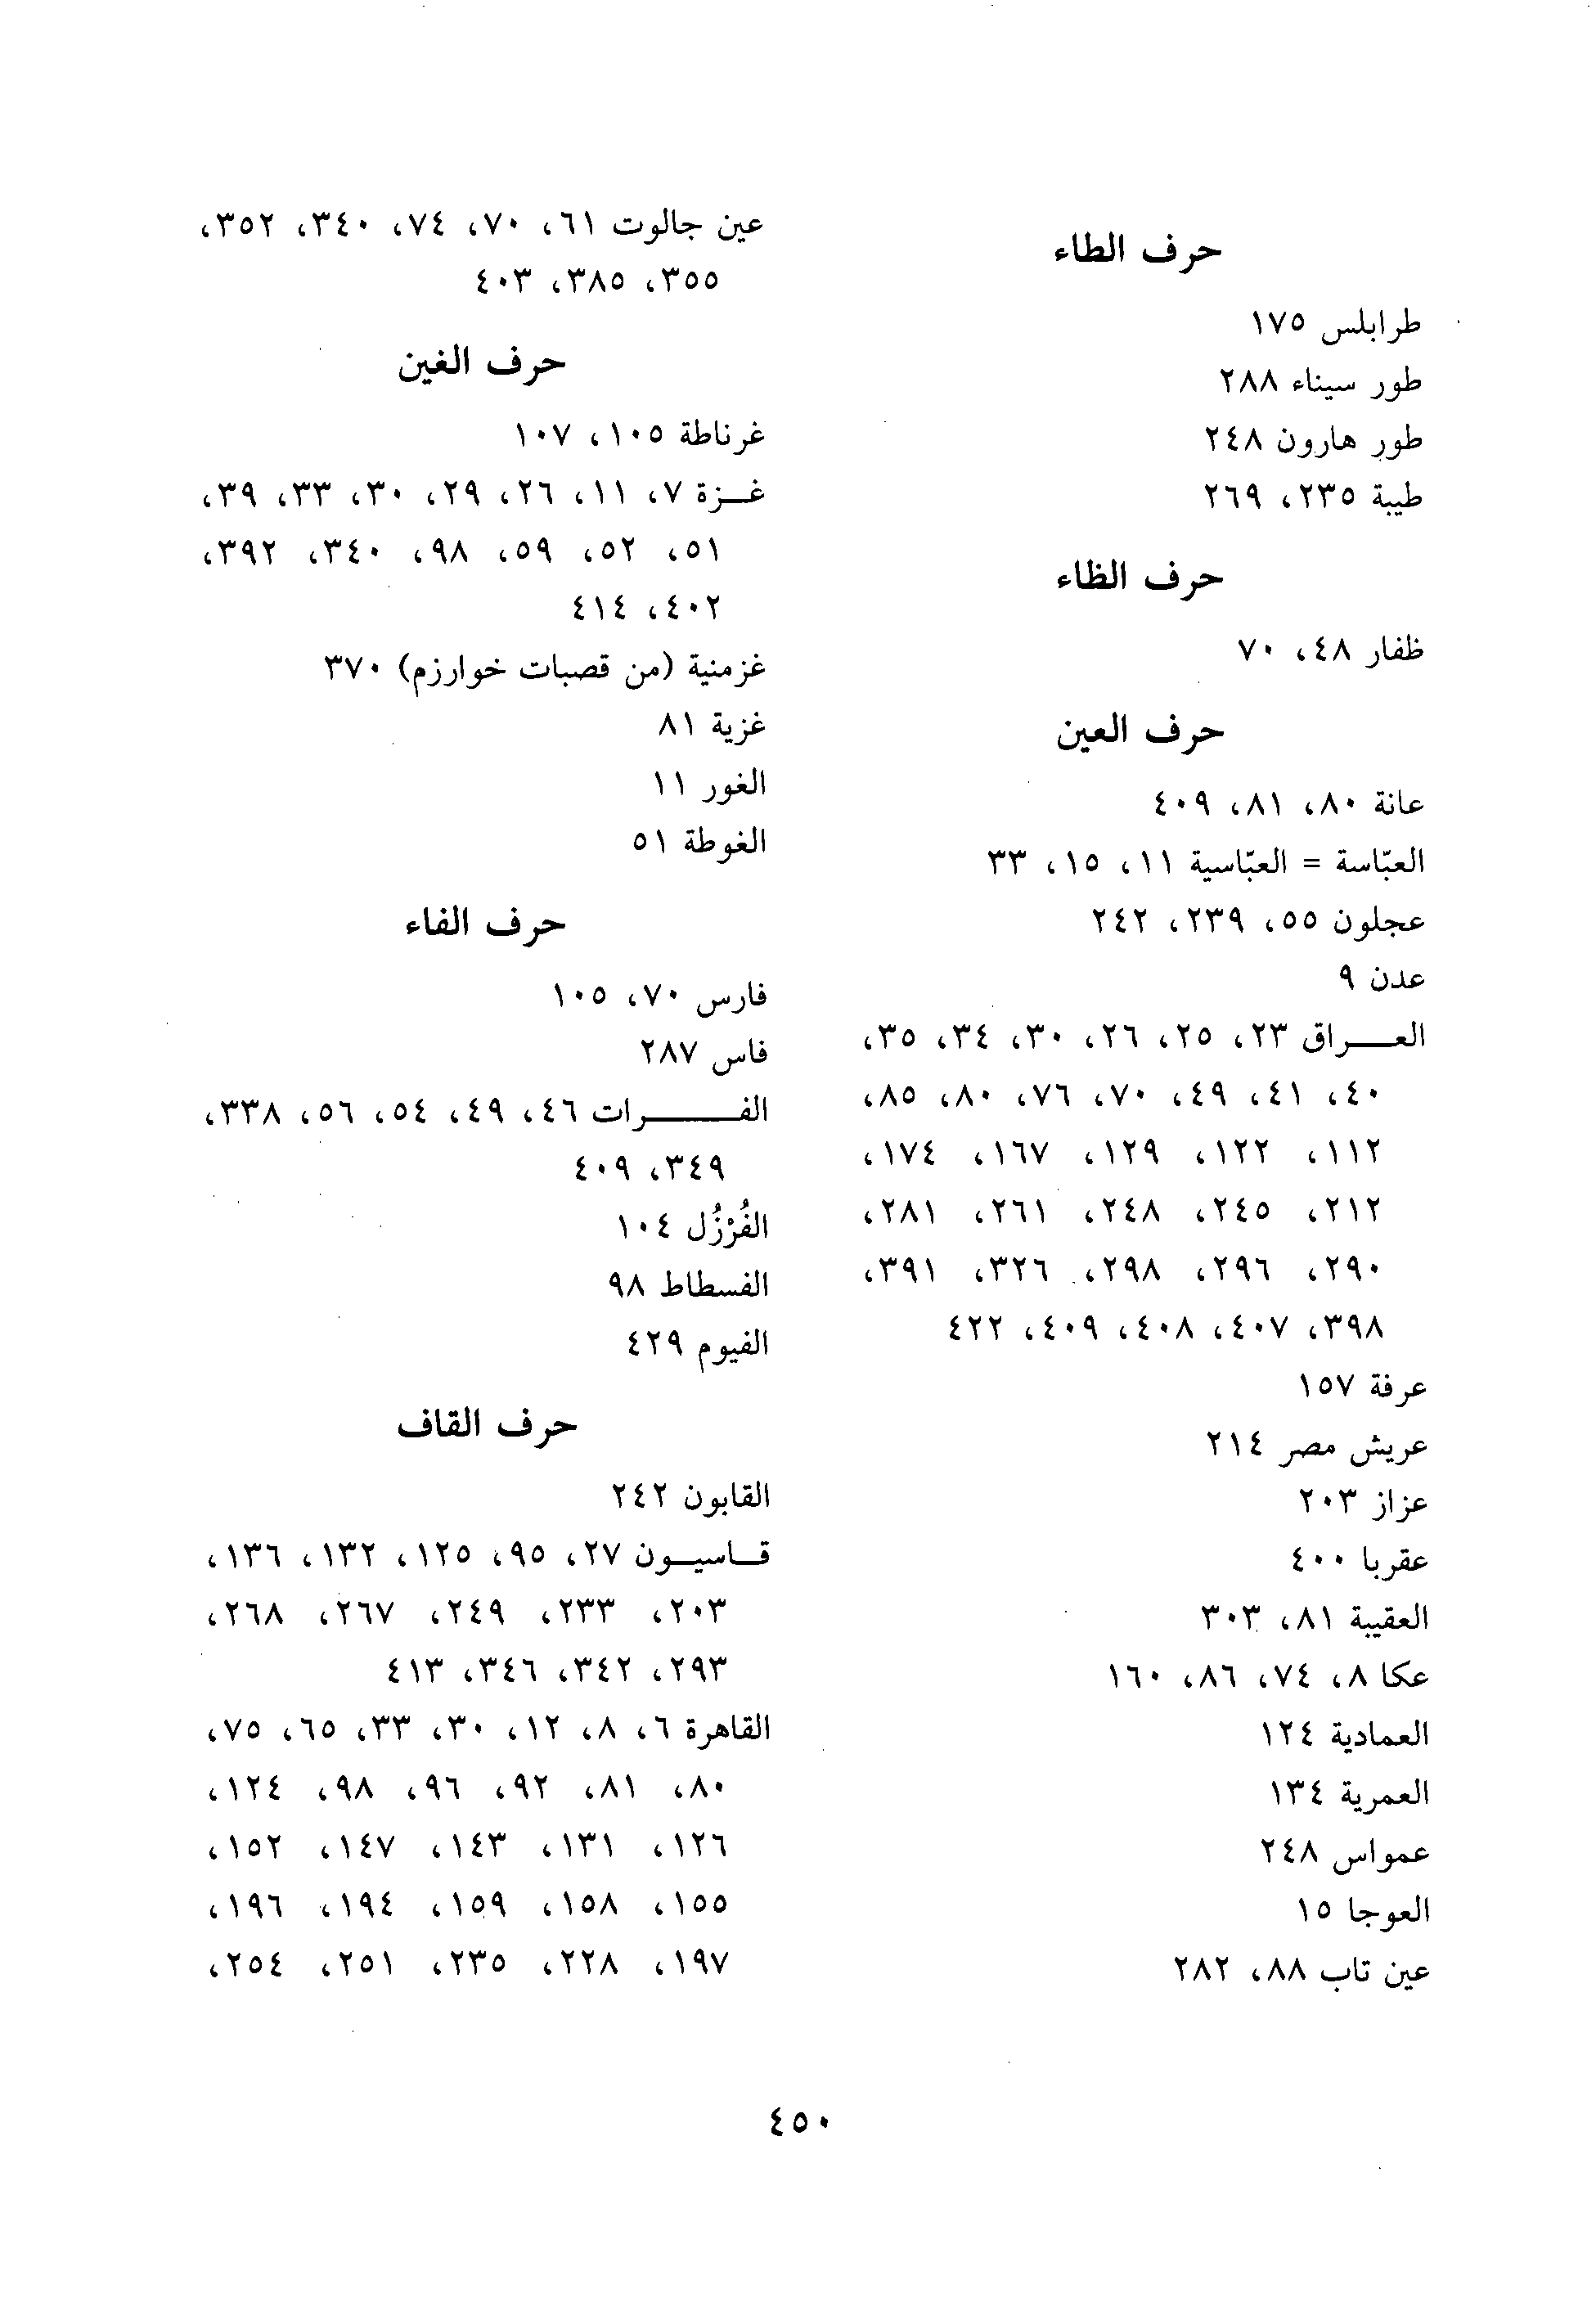 حرف الطاء
طرابلس ١٧٥
طور سيناء ٢٨٨
طور هارون ٢٤٨
طيبة ٢٣٥، ٢٦٩
حرف الظاء
ظفار ٤٨، ٧٠
حرف العين
عانة ٨٠، ٨١، ٤٠٩
العبّاسة = العبّاسية ١١، ١٥، ٣٣
عجلون ٥٥، ٢٣٩، ٢٤٢
عدن ٩
العـراق ٢٣، ٢٥، ٢٦، ٣٠، ٣٤، ٣٥،
٤٠، ٤١، ٤٩، ٧٠، ٧٦، ٨٠، ٨٥،
١١٢، ١٢٢، ١٢٩، ١٦٧، ١٧٤،
٢١٢، ٢٤٥، ٢٤٨، ٢٦١، ٢٨١،
٢٩٠، ٢٩٦، ٢٩٨، ٣٢٦، ٣٩١،
٣٩٨، ٤٠٧، ٤٠٨، ٤٠٩، ٤٢٢
عرفة ١٥٧
عريش مصر ٢١٤
عزاز ٢٠٣
عقربا ٤٠٠
العقيبة ٨١، ٣٠٣
عكا ٨، ٧٤، ٨٦، ١٦٠
العمادية ١٢٤
العمرية ١٣٤
عمواس ٢٤٨
العوجا ١٥
عين تاب ٨٨، ٢٨٢
عين جالوت ٦١، ٧٠، ٧٤، ٣٤٠، ٣٥٢،
٣٥٥، ٣٨٥، ٤٠٣
حرف الغين
غرناطة ١٠٥، ١٠٧
غـزة ٧، ١١، ٢٦، ٢٩، ٣٠، ٣٣، ٣٩،
٥١، ٥٢، ٥٩، ٩٨، ٣٤٠، ٣٩٢،
٤٠٢، ٤١٤
غزمنية (من قصبات خوارزم) ٣٧٠
غزية ٨١
الغور ١١
الغوطة ٥١
حرف الفاء
فارس ٧٠، ١٠٥
فاس ٢٨٧
الفـرات ٤٦، ٤٩، ٥٤، ٥٦، ٣٣٨،
٣٤٩، ٤٠٩
الفُرْزُل ١٠٤
الفسطاط ٩٨
الفيوم ٤٢٩
حرف القاف
القابون ٢٤٢
قـاسيـون ٢٧، ٩٥، ١٢٥، ١٣٢، ١٣٦،
٢٠٣، ٢٣٣، ٢٤٩، ٢٦٧، ٢٦٨،
٢٩٣، ٣٤٢، ٣٤٦، ٤١٣
القاهرة ٦، ٨، ١٢، ٣٠، ٣٣، ٦٥، ٧٥،
٨٠، ٨١، ٩٢، ٩٦، ٩٨، ١٢٤،
١٢٦، ١٣١، ١٤٣، ١٤٧، ١٥٢،
١٥٥، ١٥٨، ١٥٩، ١٩٤، ١٩٦،
١٩٧، ٢٢٨، ٢٣٥، ٢٥١، ٢٥٤،
٤٥٠